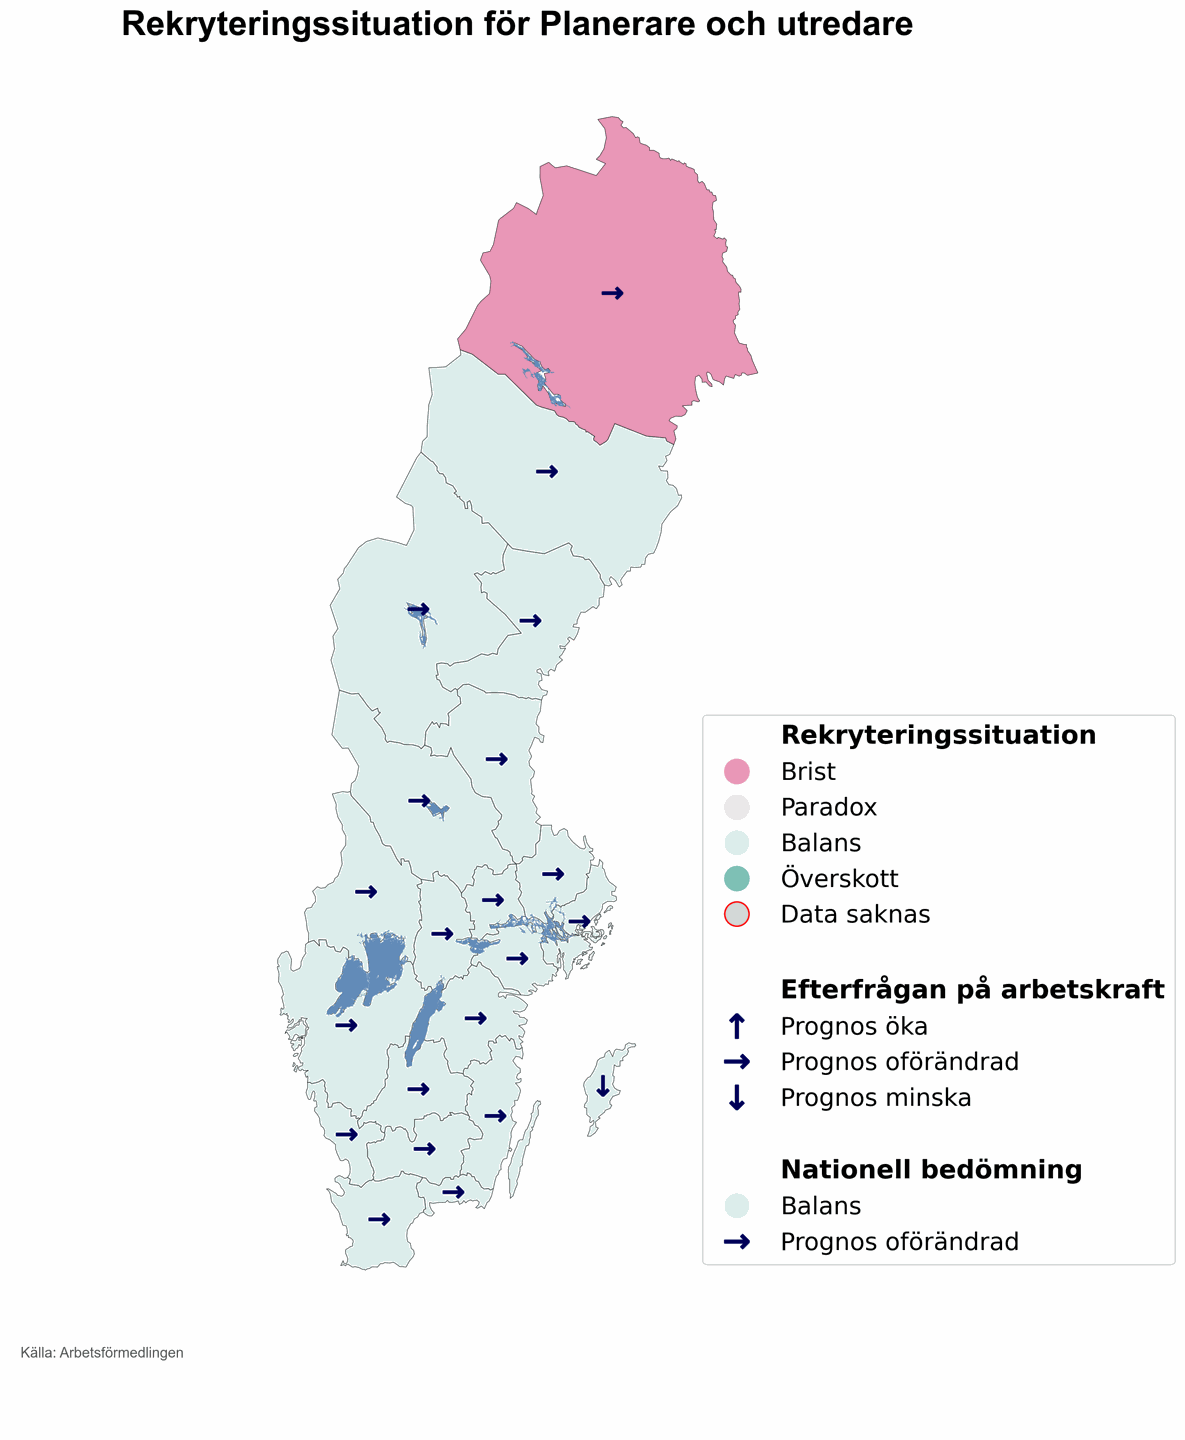 Rekryteringssituation för Planerare och utredare
Rekryteringssituation
Brist
Paradox
Balans
Överskott
Data saknas
Efterfrågan på arbetskraft
Prognos öka
Prognos oförändrad
Prognos minska
Nationell bedömning
Balans
Prognos oförändrad
Källa: Arbetsförmedlingen